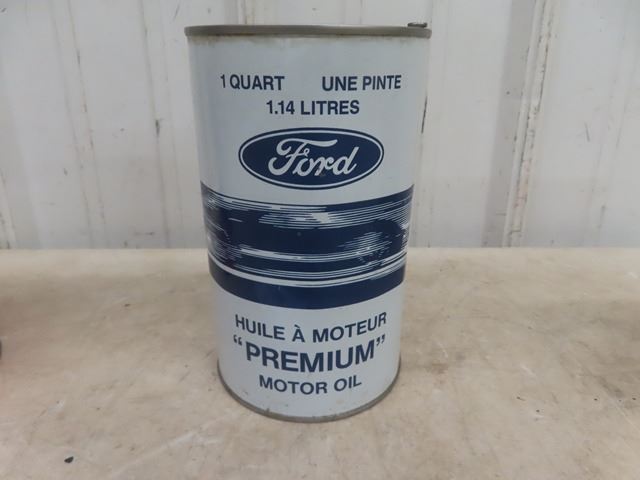 1 QUART UNE PINTE
1.14 LITRES
Ford
HUILE À MOTEUR
"PREMIUM"
MOTOR OIL